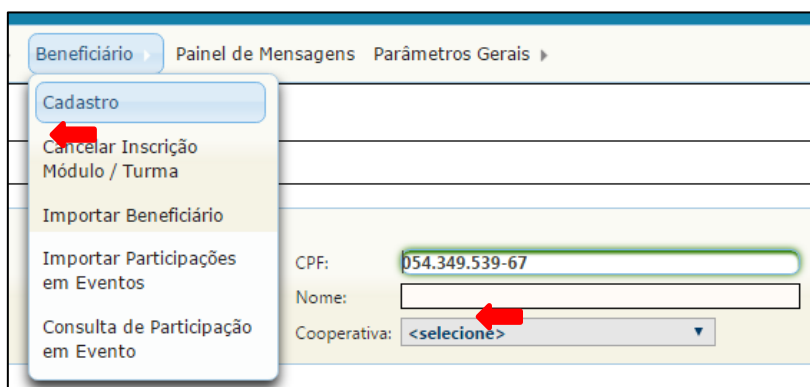 Beneficiário Painel de Mensagens Parâmetros Gerais
Cadastro
Cancelar Inscrição
Módulo / Turma
Importar Beneficiário
Importar Participações
em Eventos
Consulta de Participação
em Evento
CPF: 054.349.539-67
Nome:
Cooperativa: <selecione>